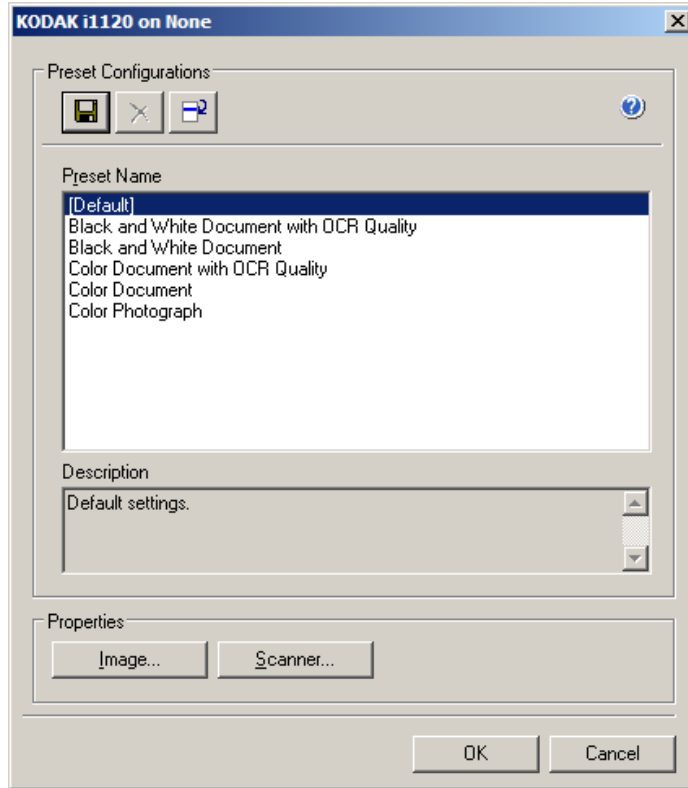 KODAK i1120 on None
Preset Configurations
Preset Name
[Default]
Black and White Document with OCR Quality
Black and White Document
Color Document with OCR Quality
Color Document
Color Photograph
Description
Default settings.
Properties
Image... Scanner...
OK Cancel